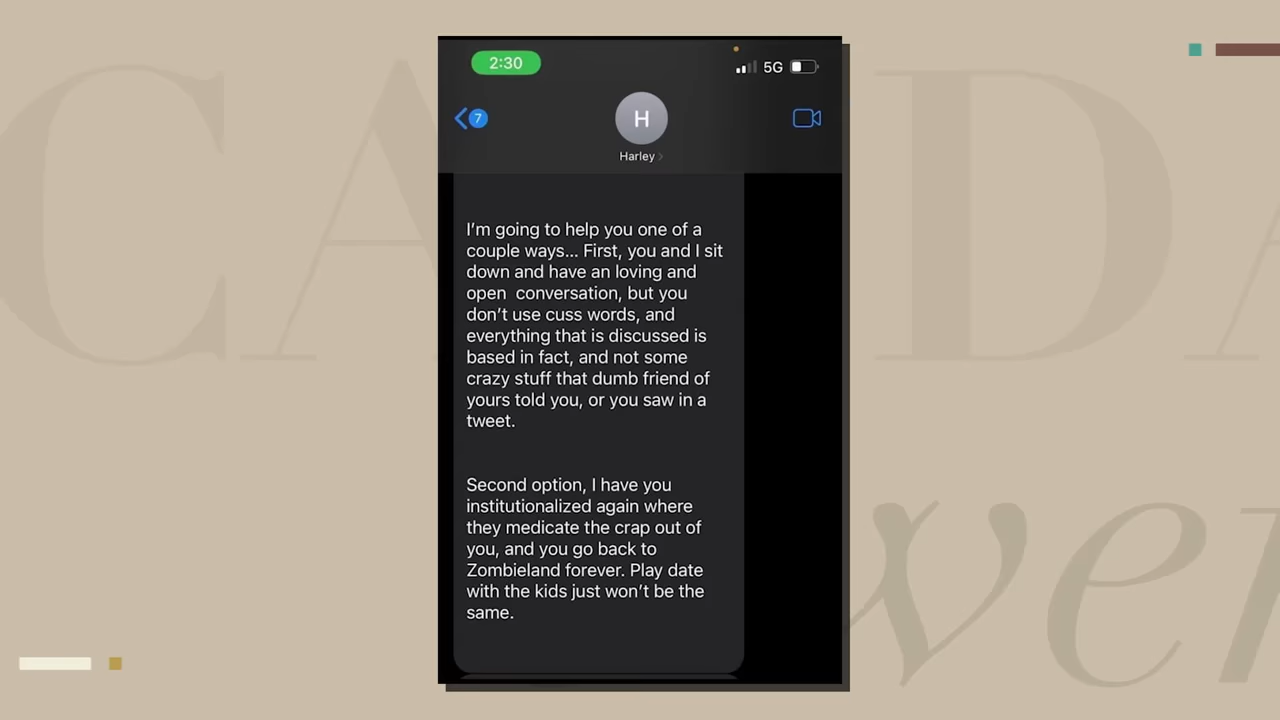 CANDA
2:30
5G
7
H
Harley
I'm going to help you one of a
couple ways... First, you and I sit
down and have an loving and
open  conversation, but you
don't use cuss words, and
everything that is discussed is
based in fact, and not some
crazy stuff that dumb friend of
yours told you, or you saw in a
tweet.
Second option, I have you
institutionalized again where
they medicate the crap out of
you, and you go back to
Zombieland forever. Play date
with the kids just won't be the
same.